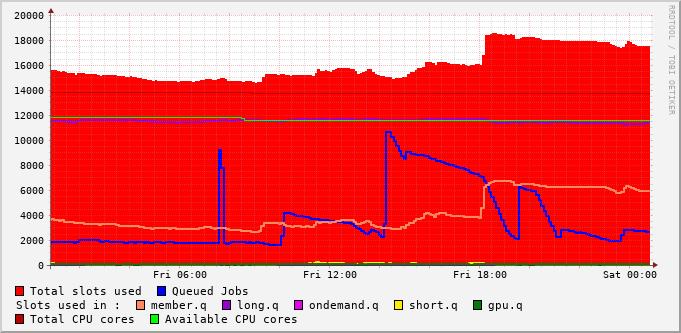 20000
18000
16000
14000
12000
10000
8000
6000
4000
2000
0
Fri 06:00 Fri 12:00 Fri 18:00 Sat 00:00
RRDTOOL / TOBI OETIKER
Total slots used Queued Jobs
Slots used in : member.q long.q ondemand.q short.q gpu.q
Total CPU cores Available CPU cores